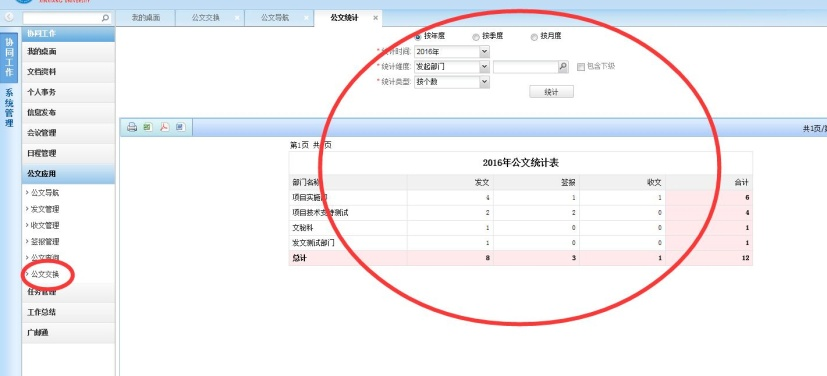 我的桌面
公文交换
公文导航
公文统计
协同工作
系统管理
协同工作
我的桌面
文档资料
个人事务
信息发布
会议管理
日程管理
公文应用
公文导航
发文管理
收文管理
签报管理
公文查询
公文交换
任务管理
工作总结
广邮通
按年度 按季度 按月度
*统计时间: 2016年
*统计维度: 发起部门 包含下级
*统计类型: 按个数
统计
共1页/
第1页 共 页
2016年公文统计表
部门名称 发文 签报 收文 合计
项目实施部 4 1 1 6
项目技术支持测试 2 2 0 4
文秘科 1 0 0 1
发文测试部门 1 0 0 1
总计 8 3 1 12